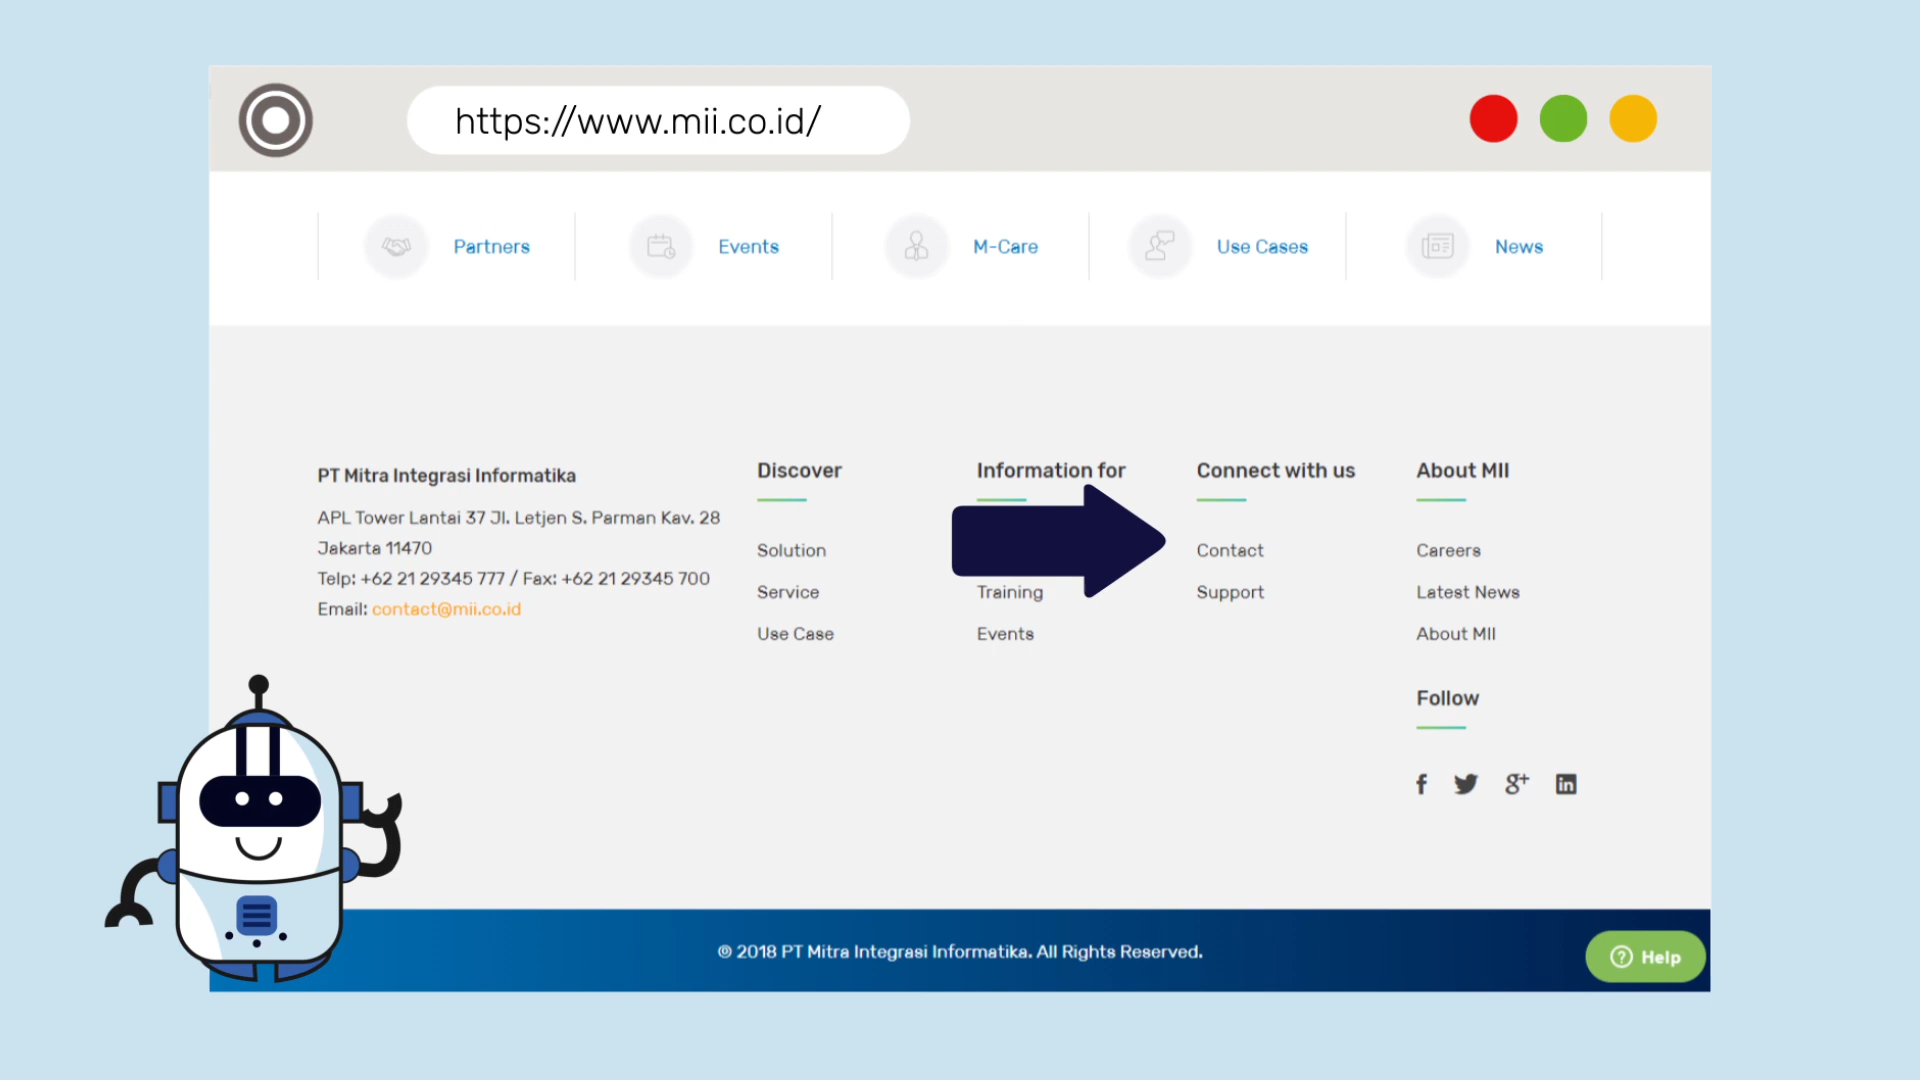 https://www.mii.co.id/
Partners
Events
M-Care
Use Cases
News
PT Mitra Integrasi Informatika
APL Tower Lantai 37 Jl. Letjen S. Parman Kav. 28
Jakarta 11470
Telp: +62 21 29345 777 / Fax: +62 21 29345 700
Email: contact@mii.co.id
Discover
Solution
Service
Use Case
Information for
Training
Events
Connect with us
Contact
Support
About MII
Careers
Latest News
About MII
Follow
© 2018 PT Mitra Integrasi Informatika. All Rights Reserved.
Help